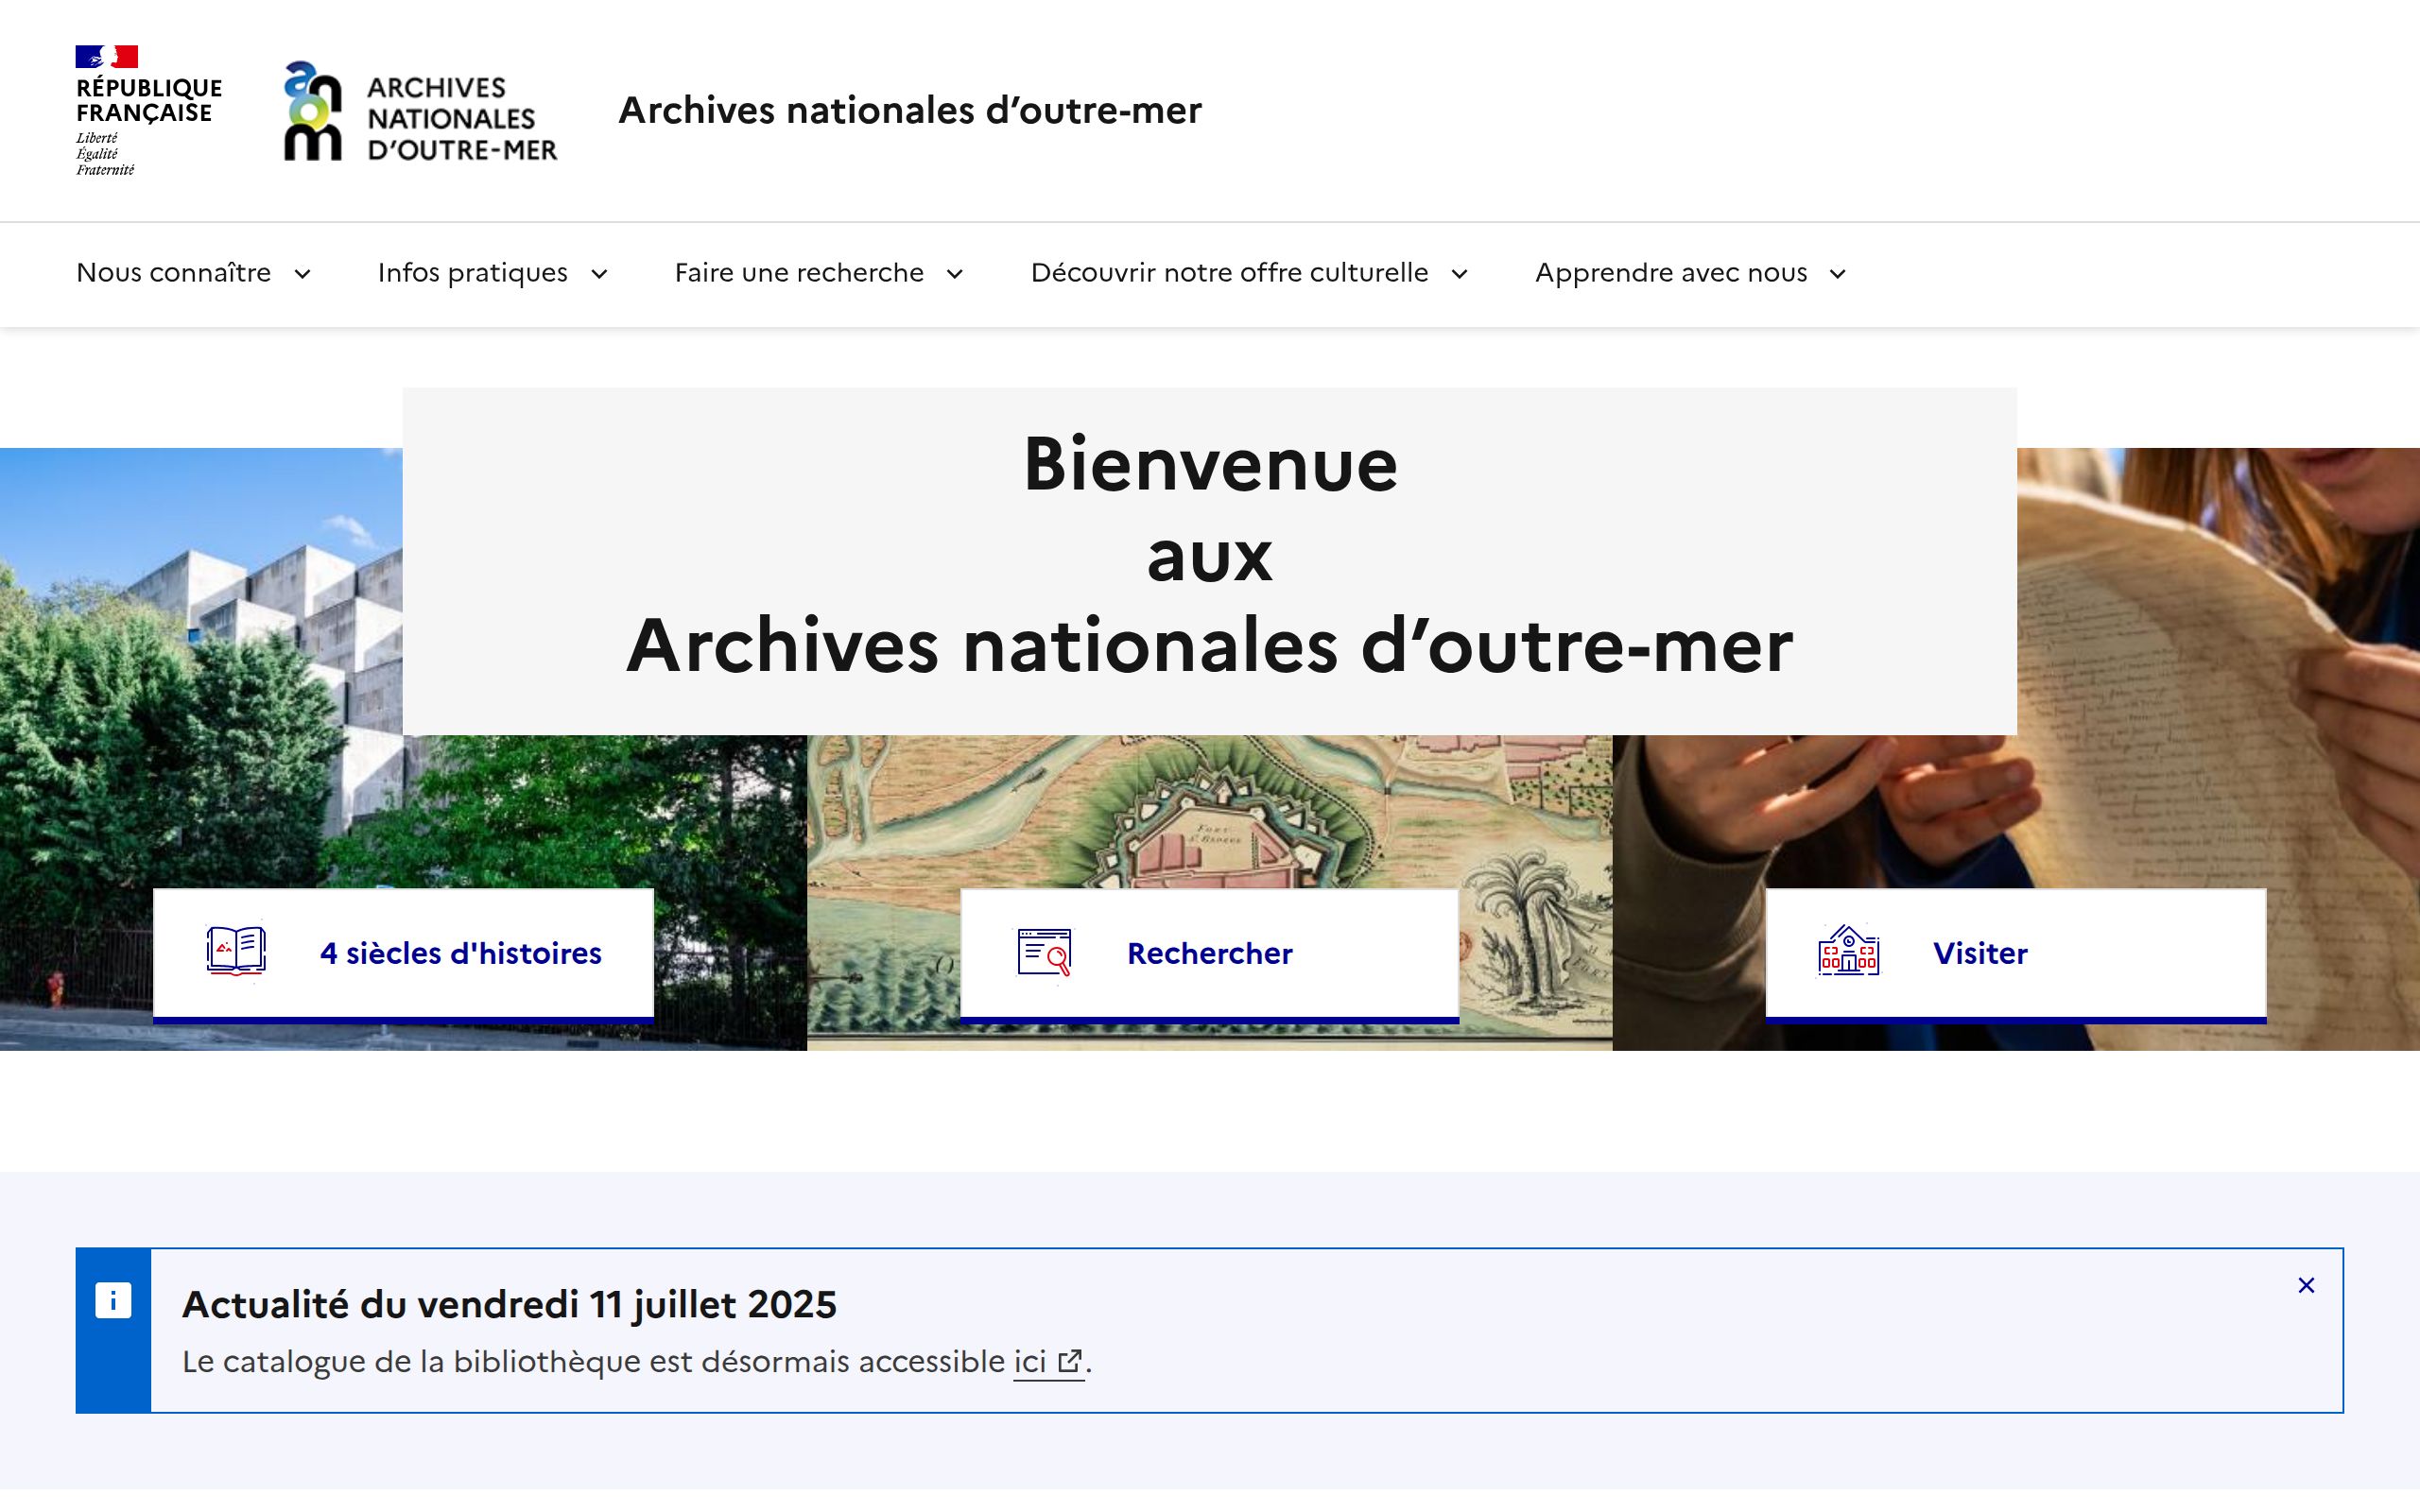 RÉPUBLIQUE
FRANÇAISE
Liberté
Égalité
Fraternité
anom
ARCHIVES
NATIONALES
D'OUTRE-MER
Archives nationales d’outre-mer
Nous connaître
Infos pratiques
Faire une recherche
Découvrir notre offre culturelle
Apprendre avec nous
Bienvenue
aux
Archives nationales d’outre-mer
4 siècles d'histoires
Rechercher
Visiter
Actualité du vendredi 11 juillet 2025
Le catalogue de la bibliothèque est désormais accessible ici.